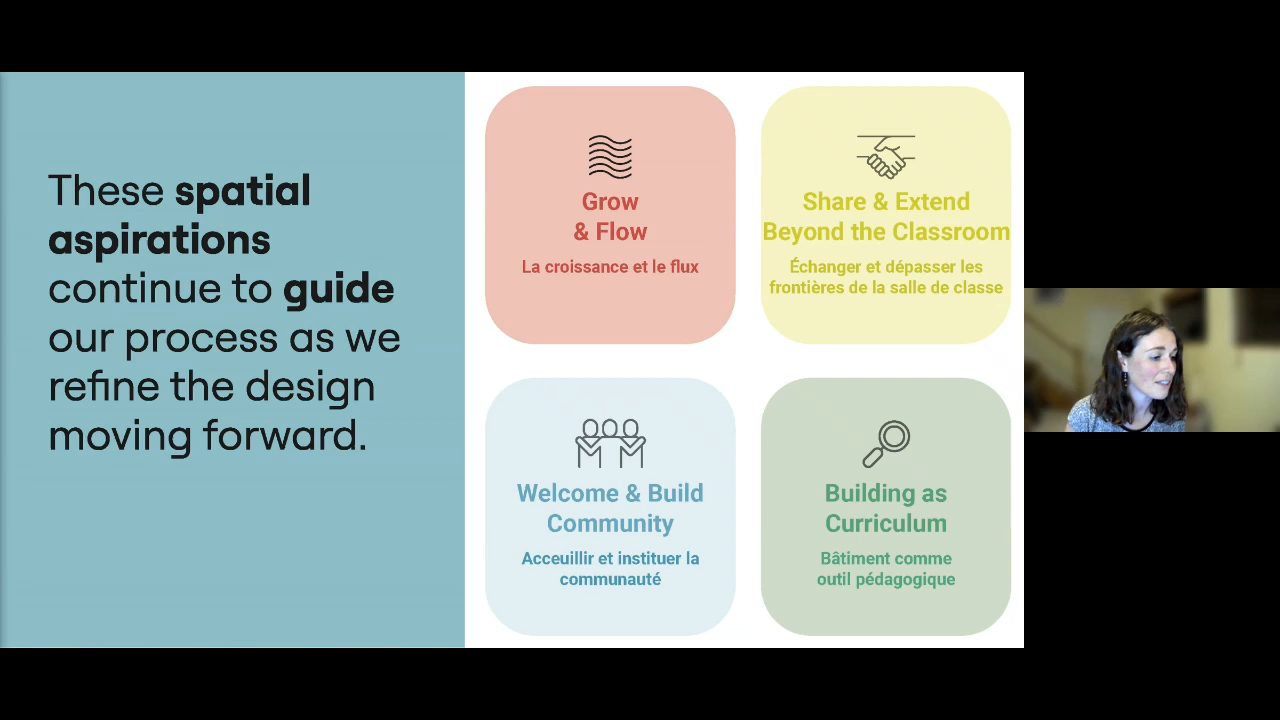 These spatial
aspirations
continue to guide
our process as we
refine the design
moving forward.
Grow
& Flow
La croissance et le flux
Share & Extend
Beyond the Classroom
Échanger et dépasser les
frontières de la salle de classe
Welcome & Build
Community
Acceuillir et instituer la
communauté
Building as
Curriculum
Bâtiment comme
outil pédagogique